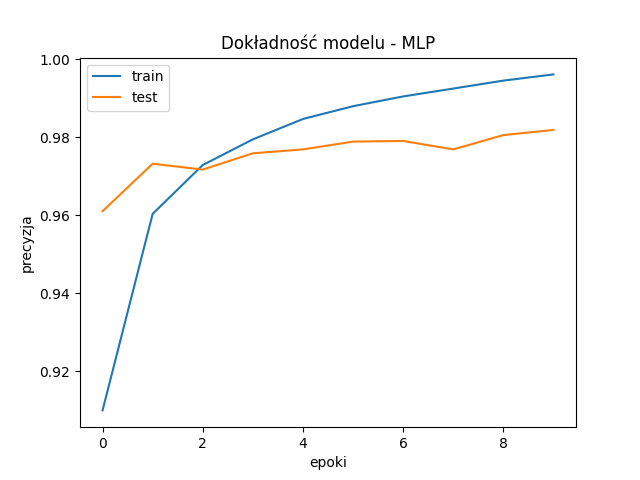 Dokładność modelu - MLP
1.00
0.98
0.96
0.94
0.92
precyzja
train
test
0
2
4
6
8
epoki